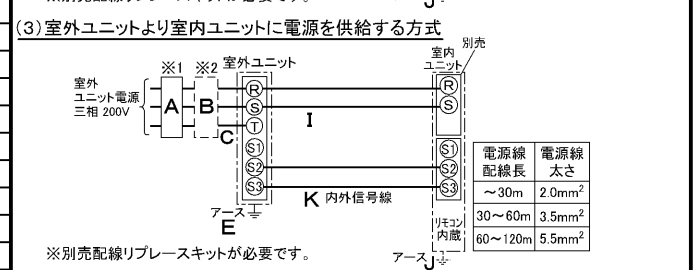 J
(3)室外ユニットより室内ユニットに電源を供給する方式
※1 ※2 室外ユニット
室内
ユニット
別売
室外
ユニット電源
三相 200V
A
B
C
R
S
T
S1
S2
S3
I
K 内外信号線
アース
E
R
S
S1
S2
S3
リモコン
内蔵
アース
J
電源線
配線長
電源線
太さ
～30m 2.0mm²
30～60m 3.5mm²
60～120m 5.5mm²
※別売配線リプレースキットが必要です。